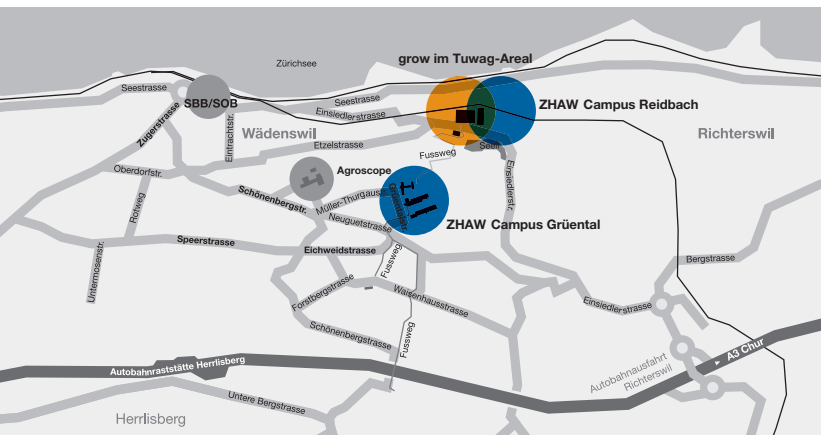 grow im Tuwag-Areal
Zürichsee
Seestrasse
SBB/SOB
Seestrasse
ZHAW Campus Reidbach
Einsiedlerstrasse
Zugerstrasse
Eintrachtstr.
Wädenswil
Richterswil
Etzelstrasse
Seeli
Fussweg
Oberdorfstr.
Agroscope
Einsiedlerstr.
Rotweg
Schönenbergstr.
Müller-Thurgaustr.
Grüentalstr.
Neuguetstrasse
ZHAW Campus Grüental
Speerstrasse
Eichweidstrasse
Untermosenstr.
Fussweg
Bergstrasse
Forstbergstrasse
Waisenhausstrasse
Einsiedlerstrasse
Schönenbergstrasse
Fussweg
A3 Chur
Autobahnraststätte Herrlisberg
Autobahnausfahrt
Richterswil
Untere Bergstrasse
Herrlisberg